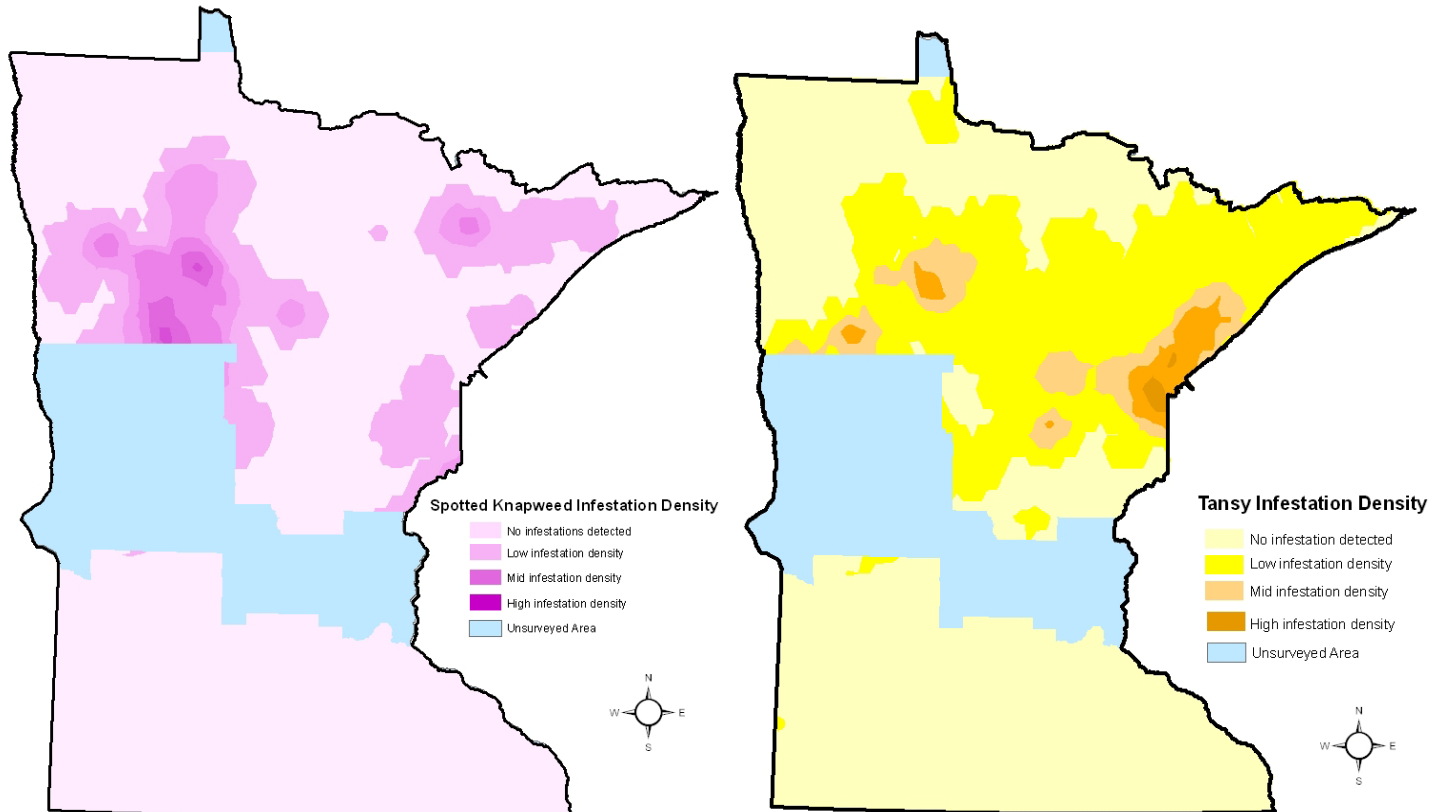 Spotted Knapweed Infestation Density
No infestations detected
Low infestation density
Mid infestation density
High infestation density
Unsurveyed Area
N
W E
S
Tansy Infestation Density
No infestation detected
Low infestation density
Mid infestation density
High infestation density
Unsurveyed Area
N
W E
S